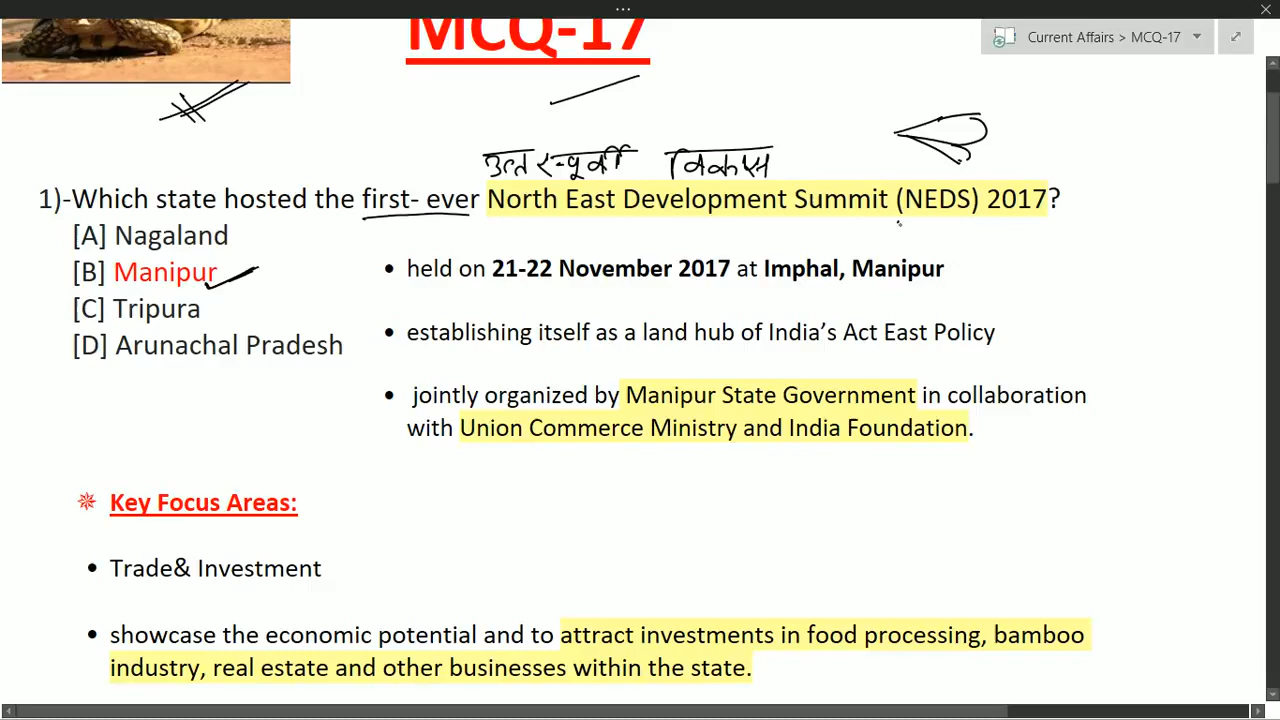 MCQ-17
Current Affairs > MCQ-17
उत्तर-पूर्वी विकास
1)-Which state hosted the first- ever North East Development Summit (NEDS) 2017?
[A] Nagaland
[B] Manipur
[C] Tripura
[D] Arunachal Pradesh
• held on 21-22 November 2017 at Imphal, Manipur
• establishing itself as a land hub of India’s Act East Policy
• jointly organized by Manipur State Government in collaboration
with Union Commerce Ministry and India Foundation.
Key Focus Areas:
• Trade& Investment
• showcase the economic potential and to attract investments in food processing, bamboo
industry, real estate and other businesses within the state.